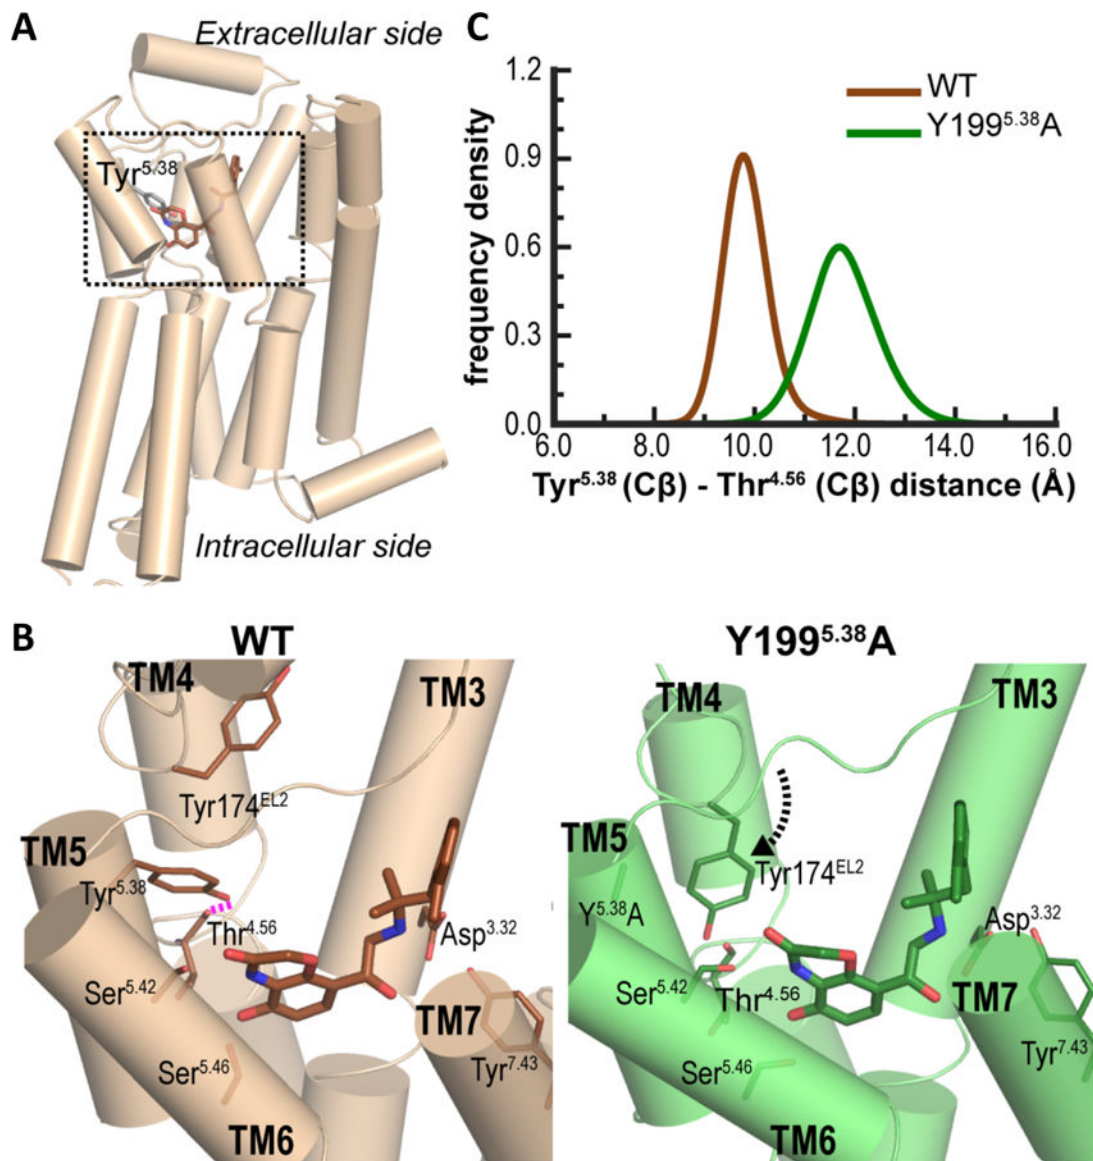 A
Extracellular side
Tyr5.38
Intracellular side
C
frequency density
1.2
0.9
0.6
0.3
0.0
6.0 8.0 10.0 12.0 14.0 16.0
WT
Y1995.38A
Tyr5.38 (Cβ) - Thr4.56 (Cβ) distance (Å)
B
WT
TM4
TM3
Tyr174EL2
TM5
Tyr5.38
Thr4.56
Asp3.32
Ser5.42
TM7
Ser5.46
Tyr7.43
TM6
Y1995.38A
TM4
TM3
TM5
Tyr174EL2
Y5.38A
Asp3.32
Ser5.42
Thr4.56
TM7
Ser5.46
Tyr7.43
TM6